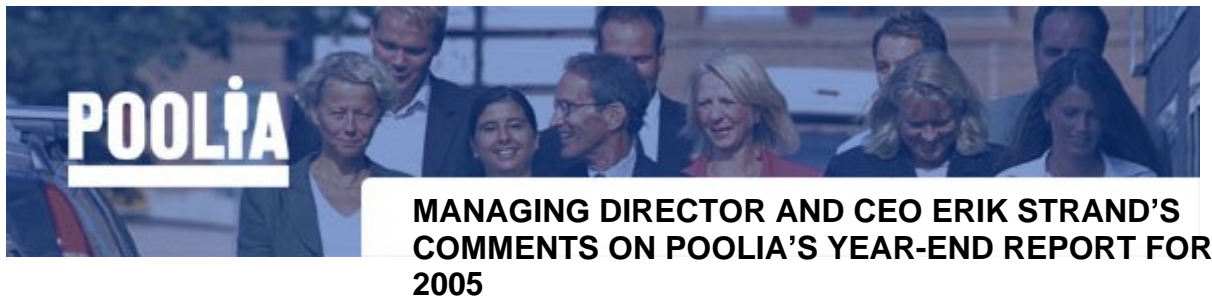 POOLIA
MANAGING DIRECTOR AND CEO ERIK STRAND’S
COMMENTS ON POOLIA’S YEAR-END REPORT FOR
2005